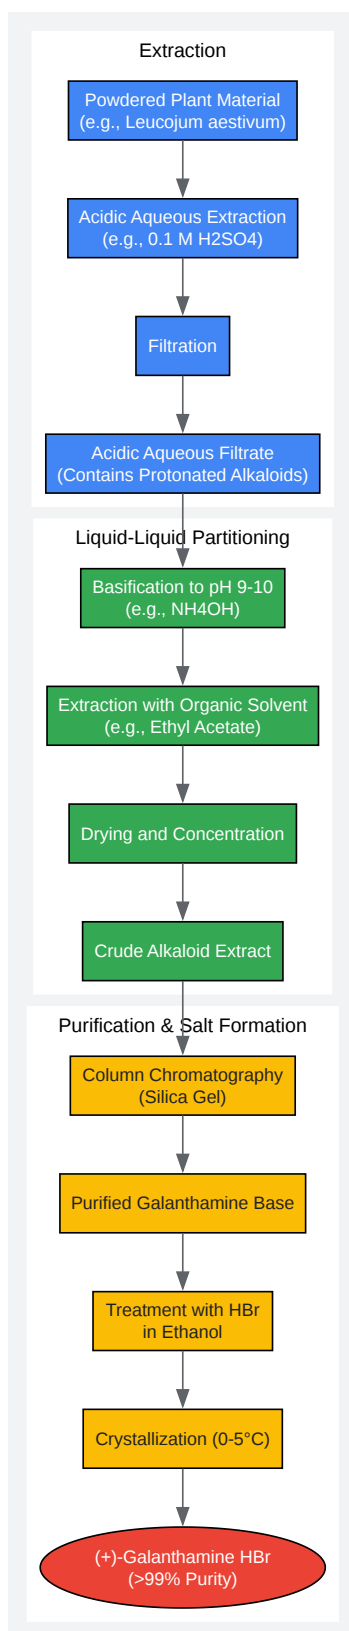 Extraction
Powdered Plant Material
(e.g., Leucojum aestivum)
Acidic Aqueous Extraction
(e.g., 0.1 M H2SO4)
Filtration
Acidic Aqueous Filtrate
(Contains Protonated Alkaloids)
Liquid-Liquid Partitioning
Basification to pH 9-10
(e.g., NH4OH)
Extraction with Organic Solvent
(e.g., Ethyl Acetate)
Drying and Concentration
Crude Alkaloid Extract
Purification & Salt Formation
Column Chromatography
(Silica Gel)
Purified Galanthamine Base
Treatment with HBr
in Ethanol
Crystallization (0-5°C)
(+)-Galanthamine HBr
(>99% Purity)